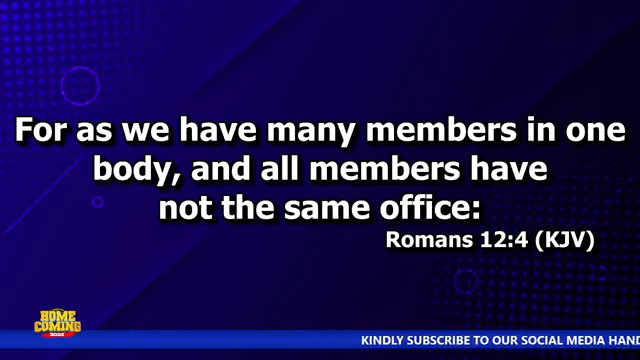 For as we have many members in one
body, and all members have
not the same office:
Romans 12:4 (KJV)
HOME
COMING
2022
KINDLY SUBSCRIBE TO OUR SOCIAL MEDIA HAND